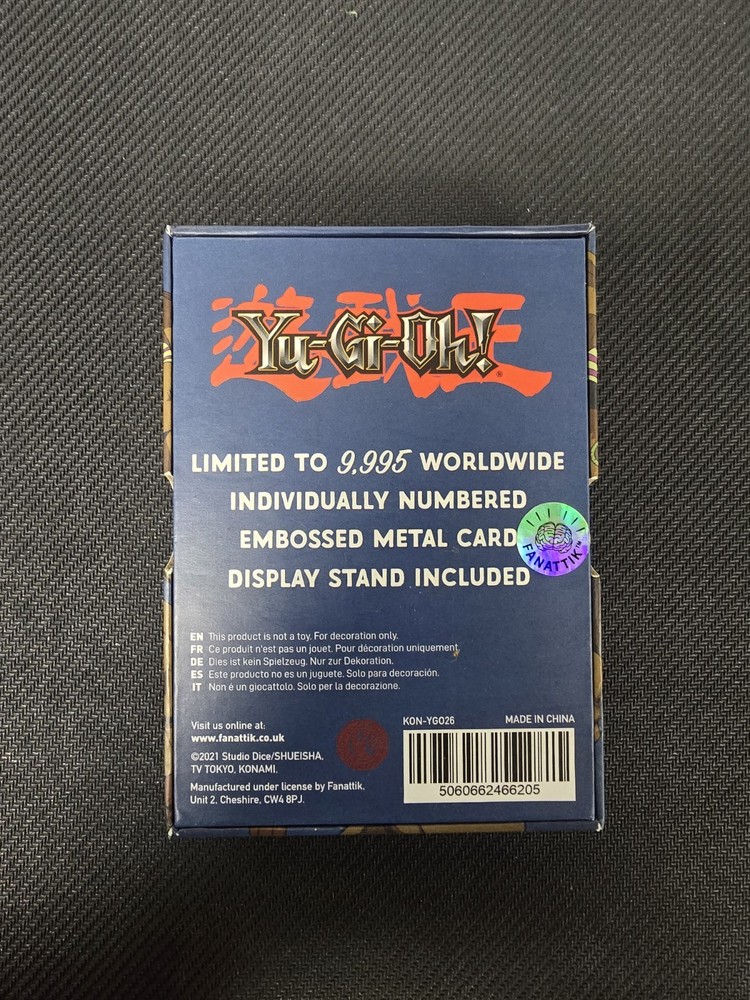 遊戯王
Yu-Gi-Oh!
LIMITED TO 9,995 WORLDWIDE
INDIVIDUALLY NUMBERED
EMBOSSED METAL CARD
DISPLAY STAND INCLUDED
FANATTIK™
EN This product is not a toy. For decoration only.
FR Ce produit n'est pas un jouet. Pour décoration uniquement.
DE Dies ist kein Spielzeug. Nur zur Dekoration.
ES Este producto no es un juguete. Solo para decoración.
IT Non é un giocattolo. Solo per la decorazione.
Visit us online at:
www.fanattik.co.uk
©2021 Studio Dice/SHUEISHA,
TV TOKYO, KONAMI.
Manufactured under license by Fanattik,
Unit 2, Cheshire, CW4 8PJ.
KON-YGO26 MADE IN CHINA
5060662466205